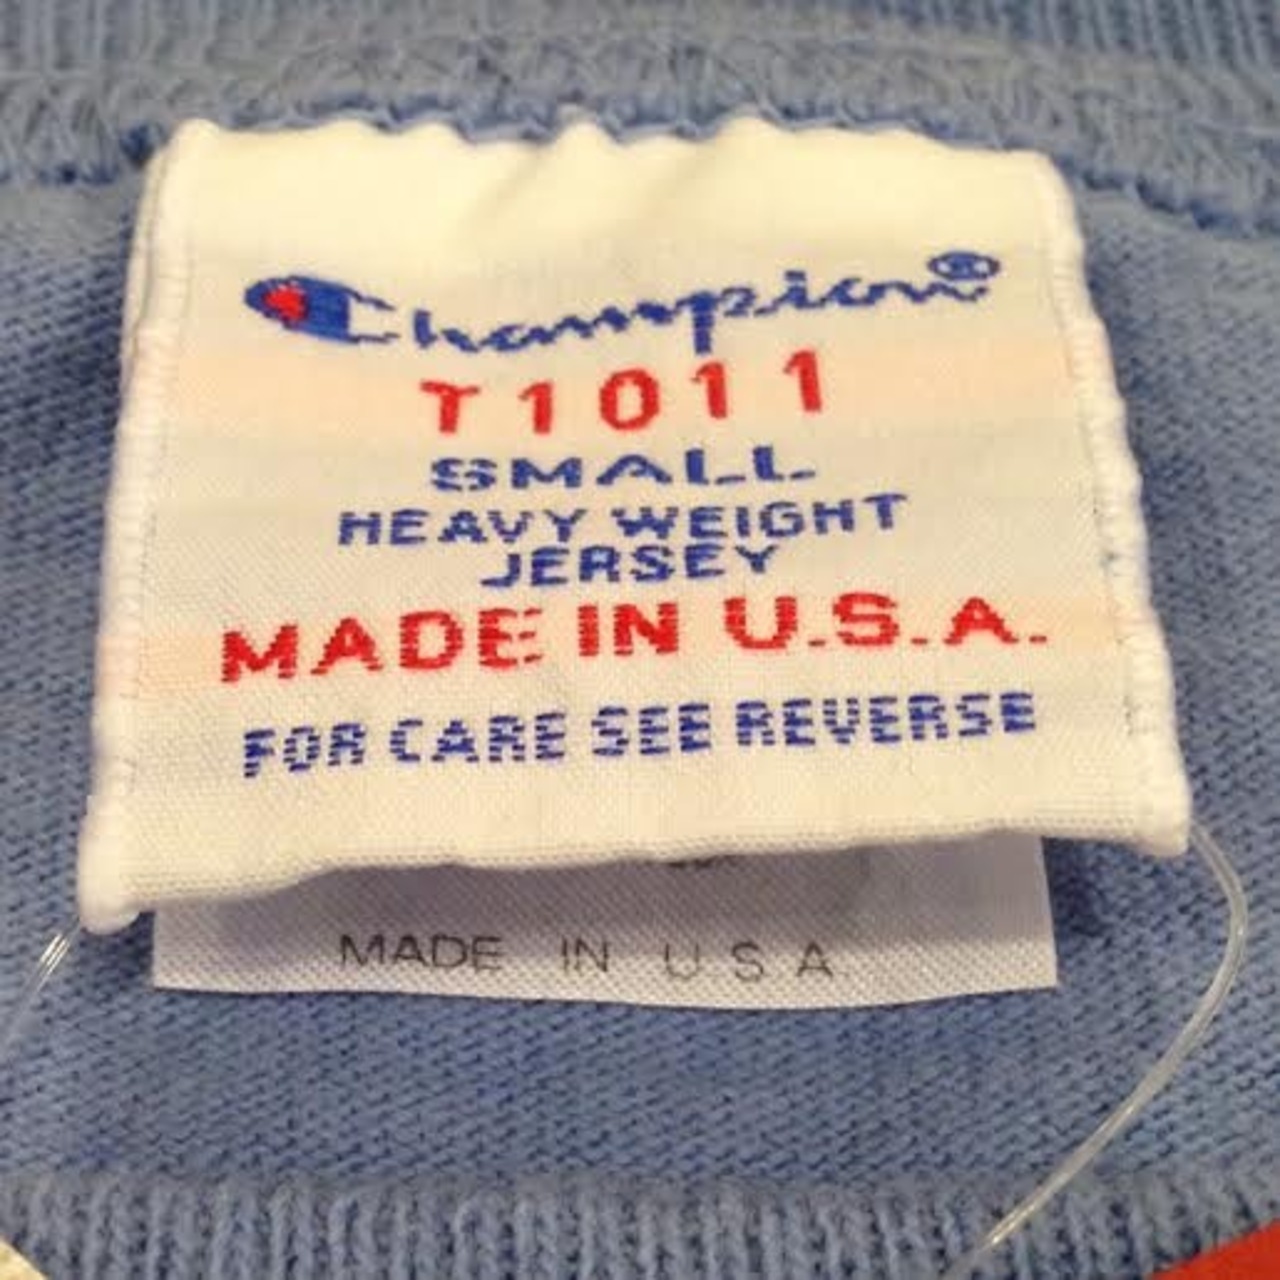 Champion®
T1011
SMALL
HEAVY WEIGHT
JERSEY
MADE IN U.S.A.
FOR CARE SEE REVERSE
MADE IN U.S.A.